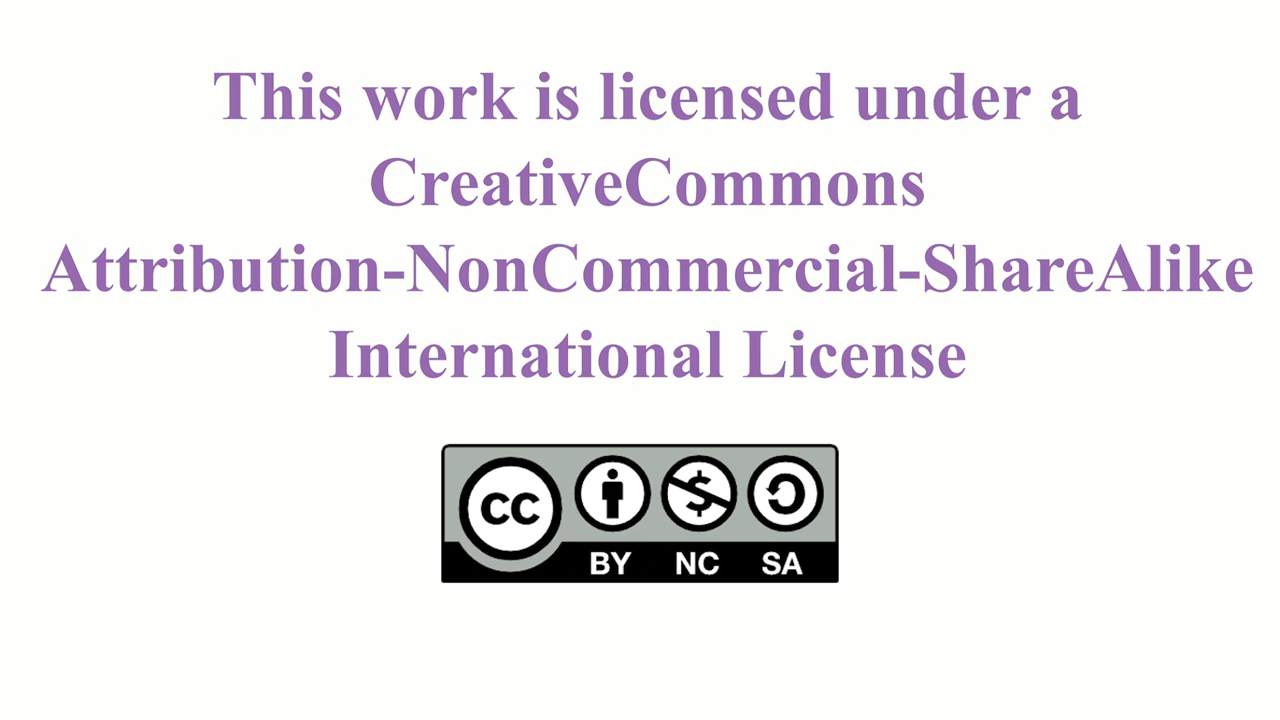 This work is licensed under a
CreativeCommons
Attribution-NonCommercial-ShareAlike
International License
CC
BY NC SA